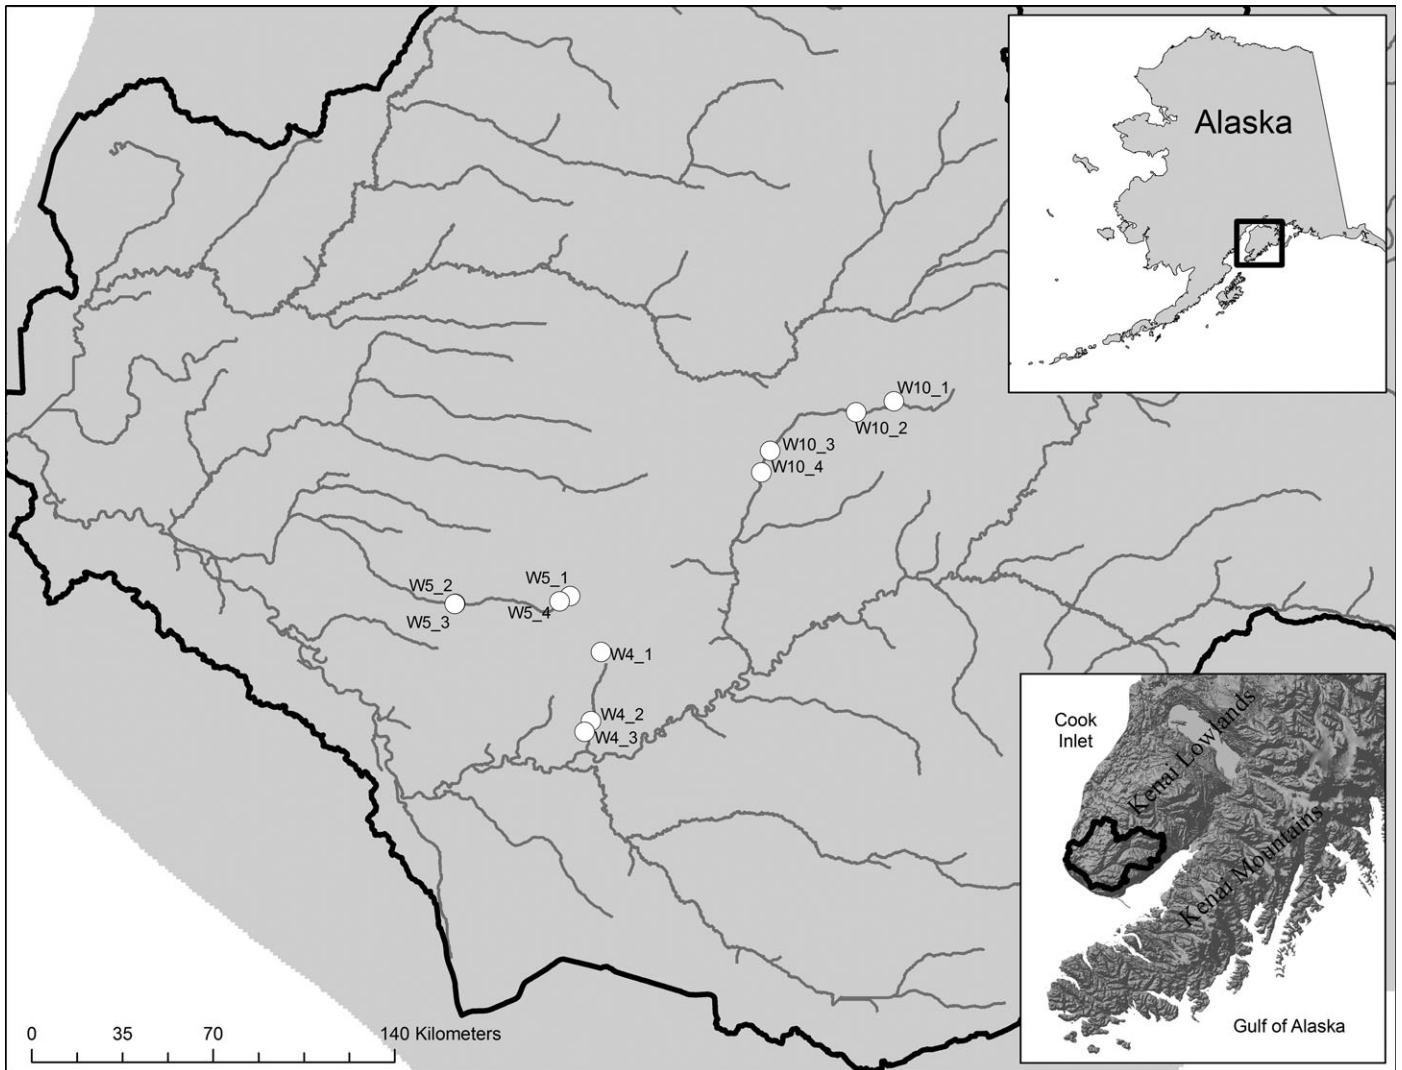 Alaska
W10_1
W10_2
W10_3
W10_4
W5_1
W5_2
W5_3
W5_4
W4_1
W4_2
W4_3
Cook
Inlet
Kenai Lowlands
Kenai Mountains
Gulf of Alaska
0 35 70 140 Kilometers